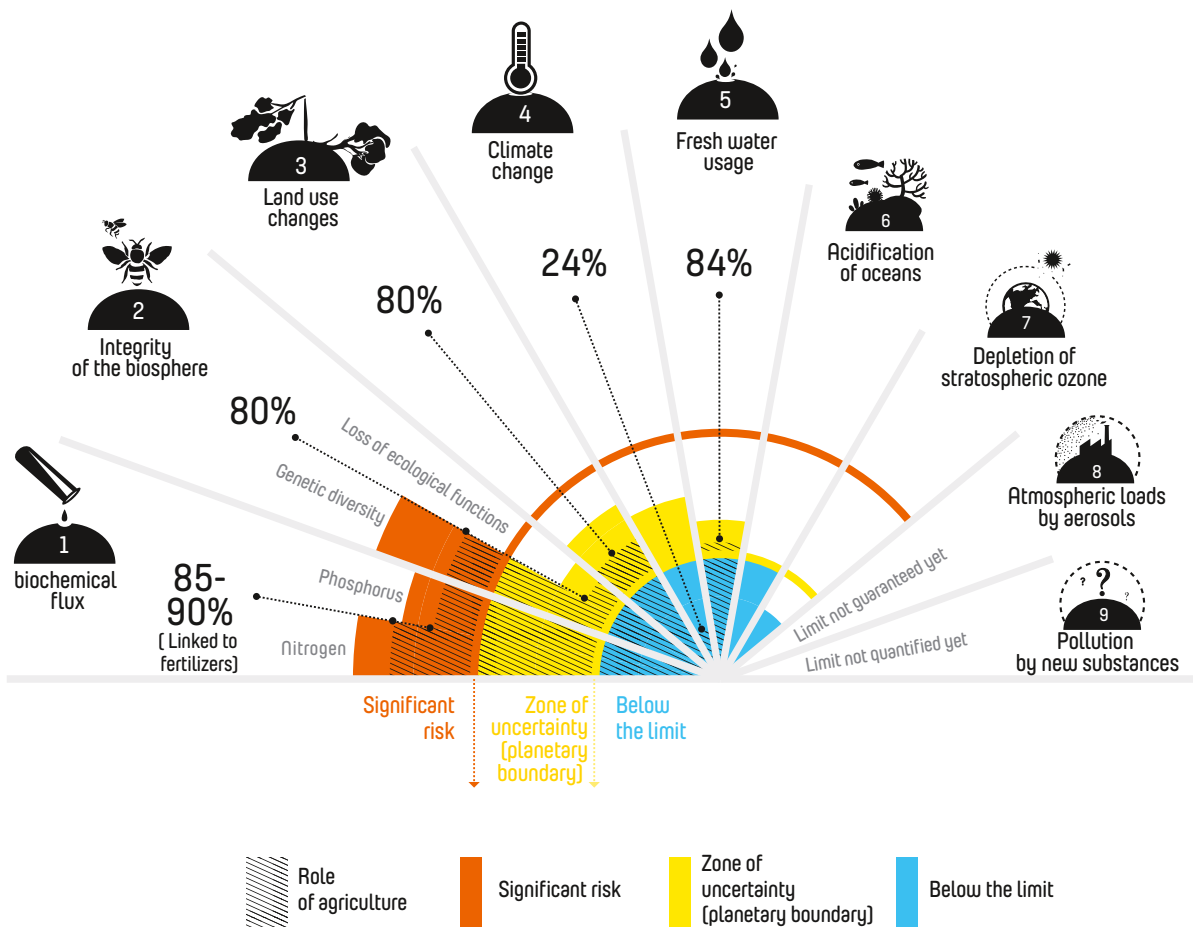 4
Climate
change
5
Fresh water
usage
3
Land use
changes
6
Acidification
of oceans
2
Integrity
of the biosphere
7
Depletion of
stratospheric ozone
1
biochemical
flux
8
Atmospheric loads
by aerosols
? ? ?
9
Pollution
by new substances
24%
84%
80%
80%
85-
90%
( Linked to
fertilizers)
Loss of ecological functions
Genetic diversity
Phosphorus
Nitrogen
Limit not guaranteed yet
Limit not quantified yet
Significant
risk
Zone of
uncertainty
(planetary
boundary)
Below
the limit
Role
of agriculture
Significant risk
Zone of
uncertainty
(planetary boundary)
Below the limit